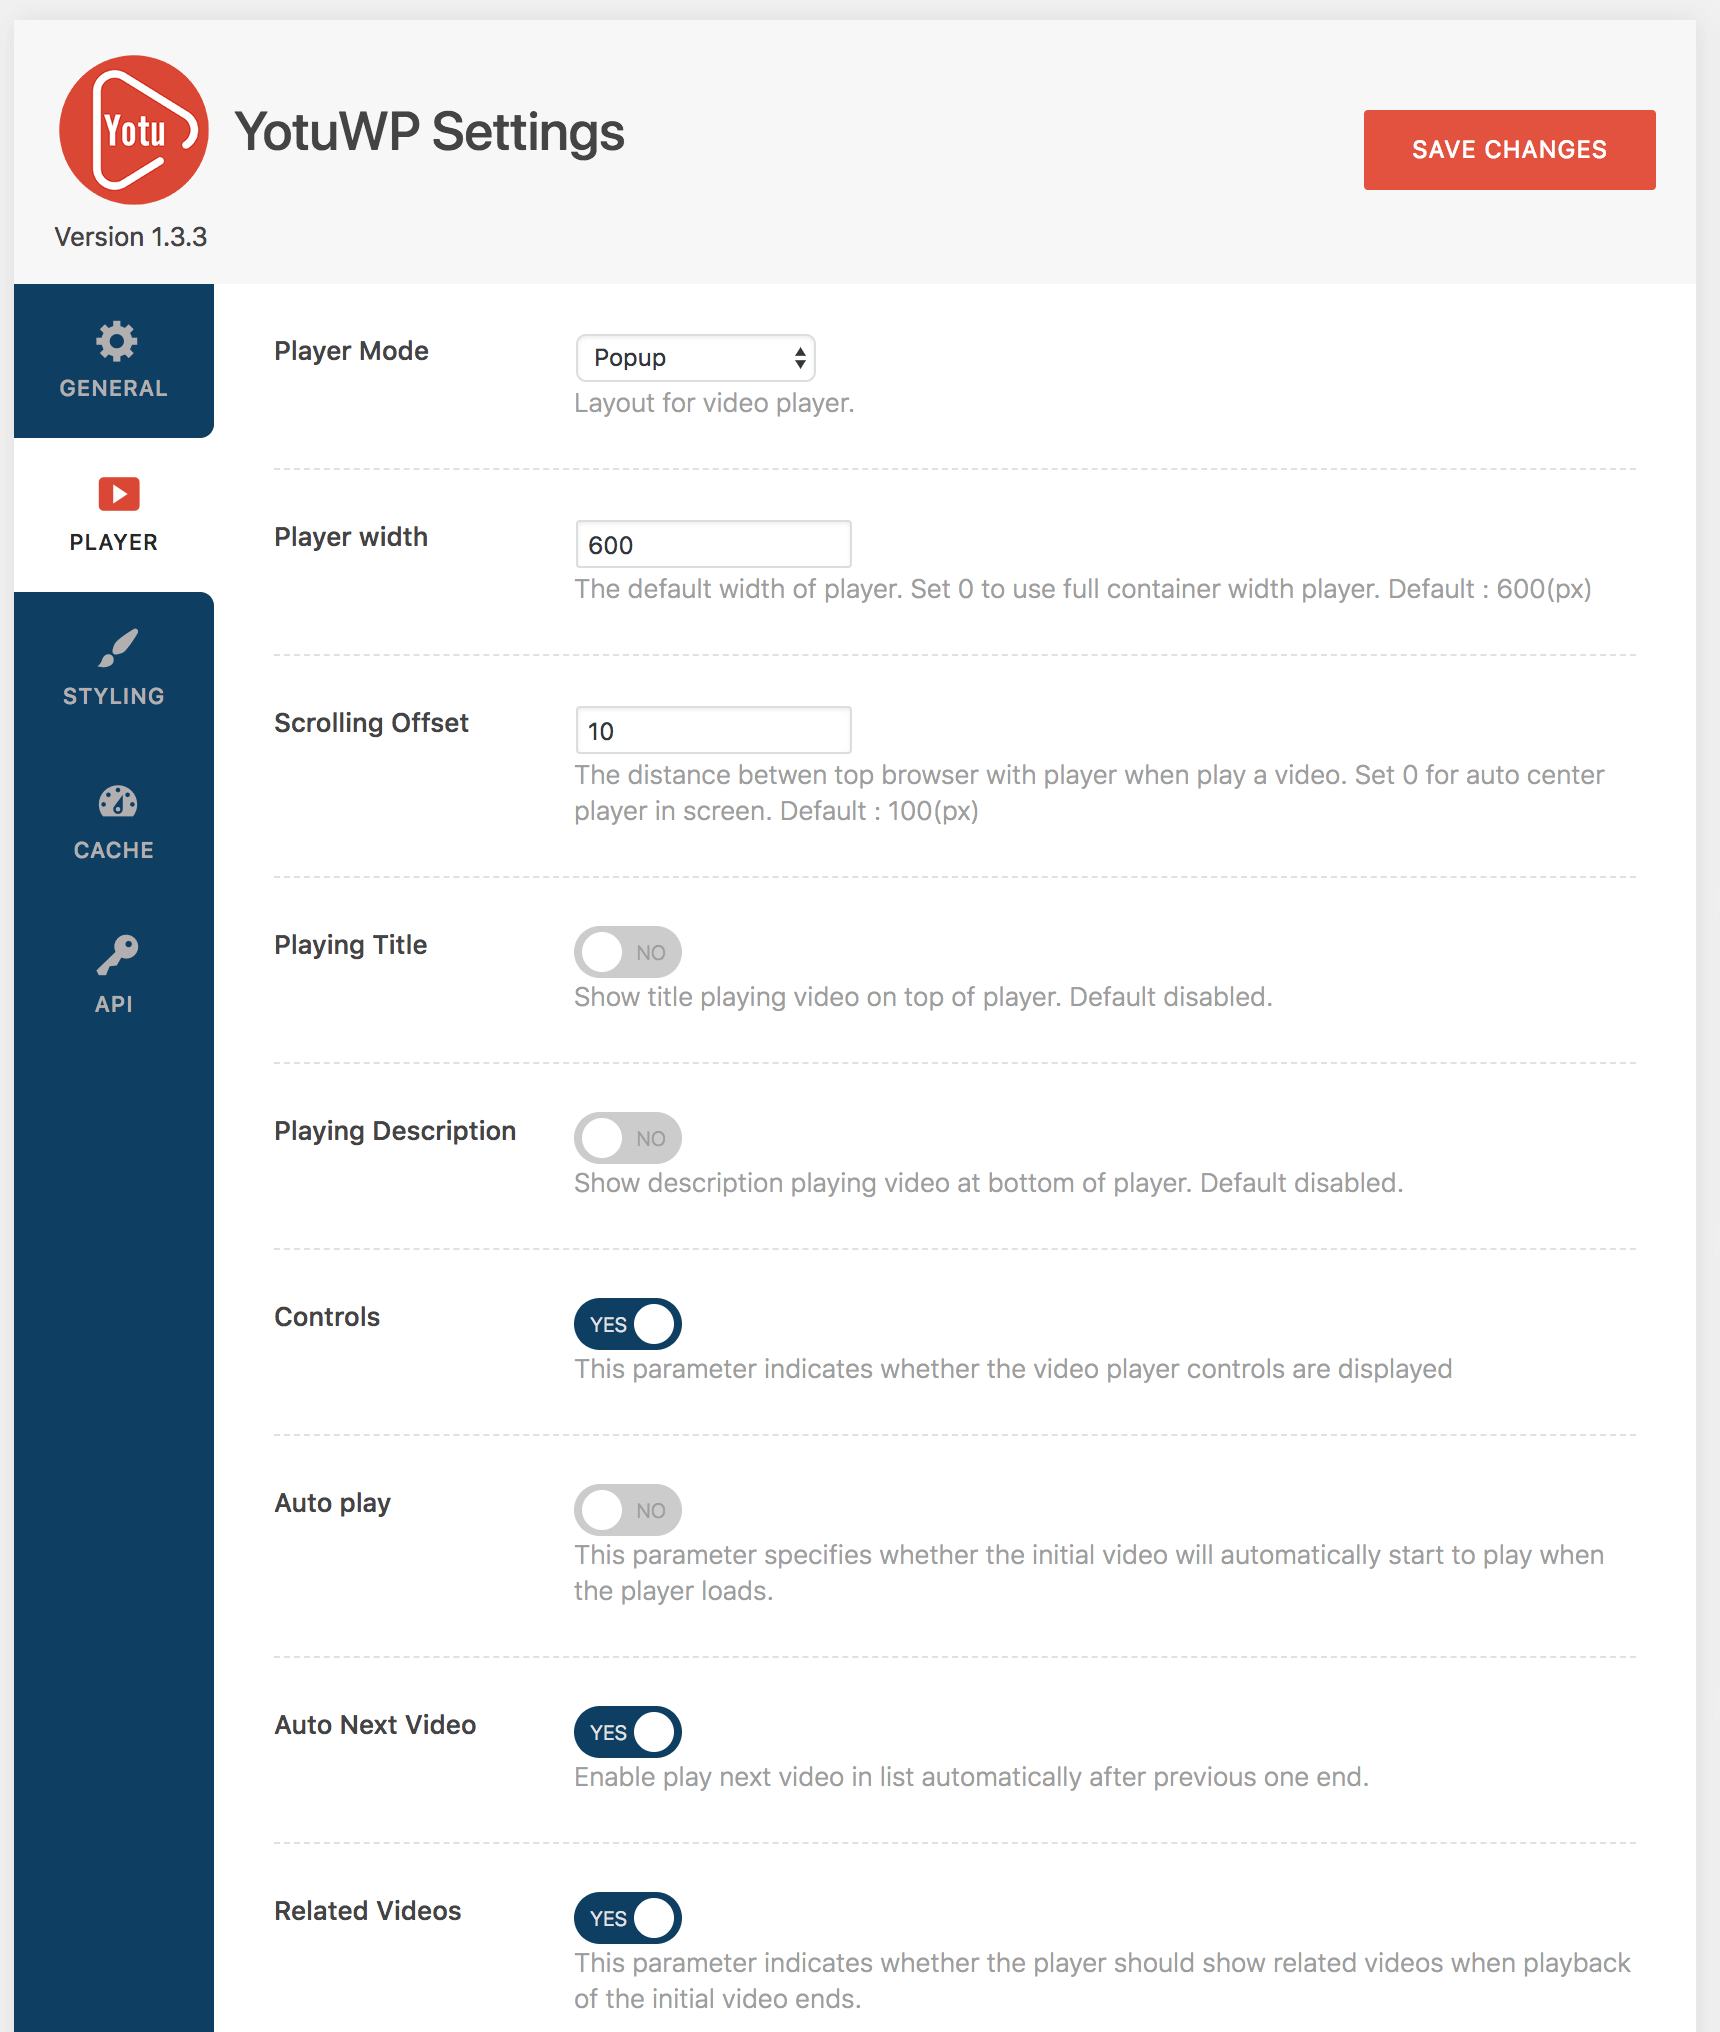 Yotu
YotuWP Settings
SAVE CHANGES
Version 1.3.3
GENERAL
PLAYER
STYLING
CACHE
API
Player Mode
Popup
Layout for video player.
Player width
600
The default width of player. Set 0 to use full container width player. Default : 600(px)
Scrolling Offset
10
The distance betwen top browser with player when play a video. Set 0 for auto center
player in screen. Default : 100(px)
Playing Title
NO
Show title playing video on top of player. Default disabled.
Playing Description
NO
Show description playing video at bottom of player. Default disabled.
Controls
YES
This parameter indicates whether the video player controls are displayed
Auto play
NO
This parameter specifies whether the initial video will automatically start to play when
the player loads.
Auto Next Video
YES
Enable play next video in list automatically after previous one end.
Related Videos
YES
This parameter indicates whether the player should show related videos when playback
of the initial video ends.